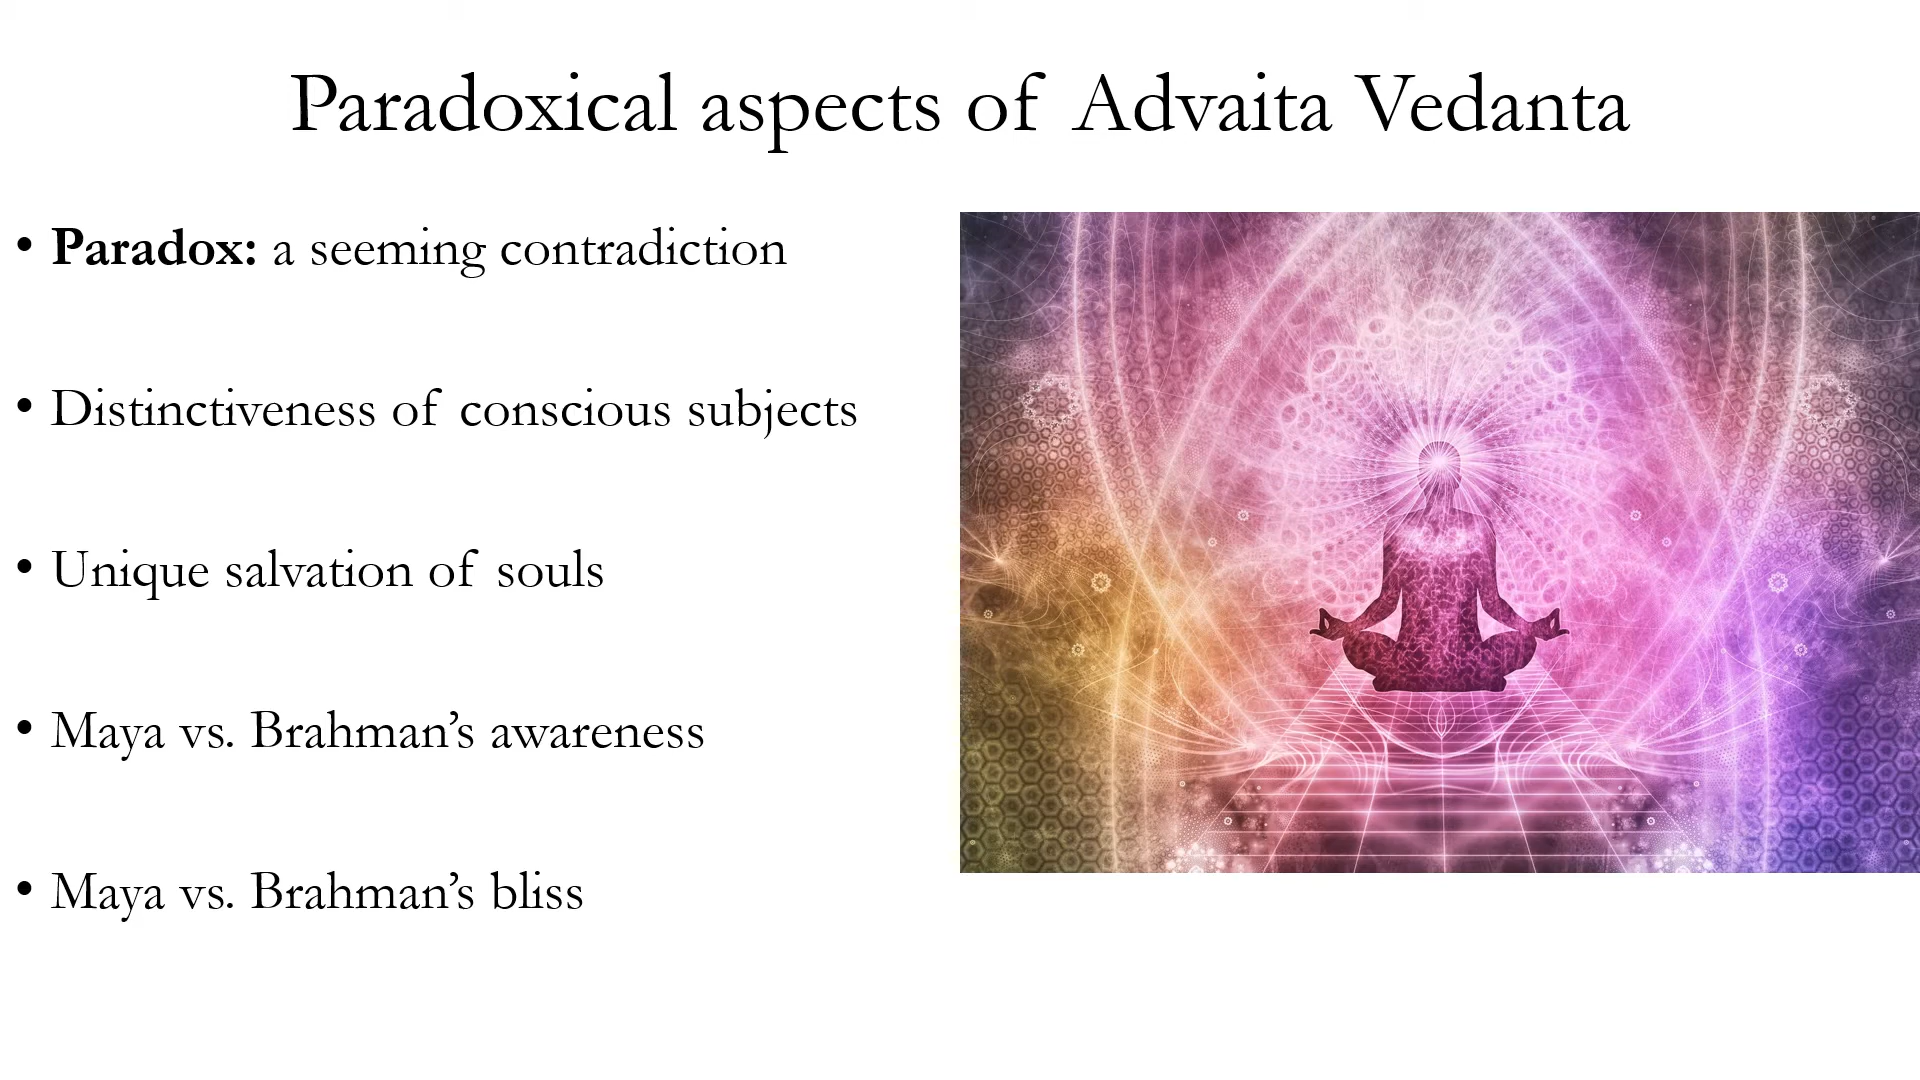 Paradoxical aspects of Advaita Vedanta
• Paradox: a seeming contradiction
• Distinctiveness of conscious subjects
• Unique salvation of souls
• Maya vs. Brahman’s awareness
• Maya vs. Brahman’s bliss